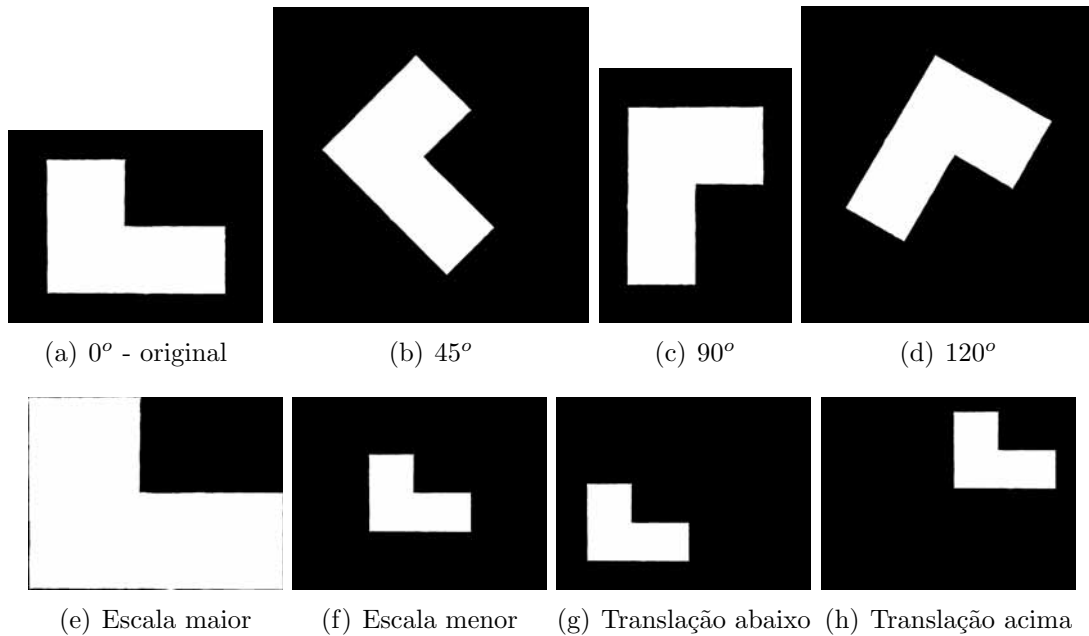 (a) 0º - original (b) 45º (c) 90º (d) 120º
(e) Escala maior (f) Escala menor (g) Translação abaixo (h) Translação acima